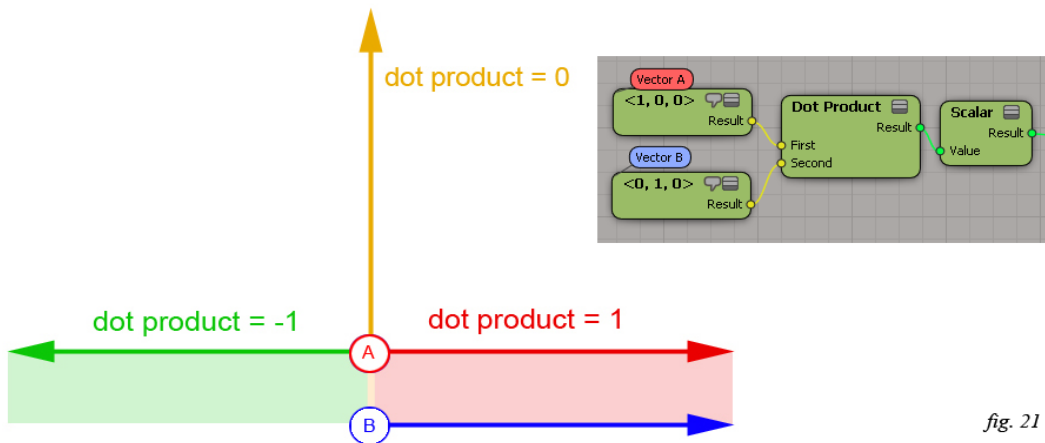 dot product = 0
Vector A
<1, 0, 0>
Result
Vector B
<0, 1, 0>
Result
Dot Product
Result
First
Second
Scalar
Result
Value
dot product = -1
dot product = 1
A
B
fig. 21